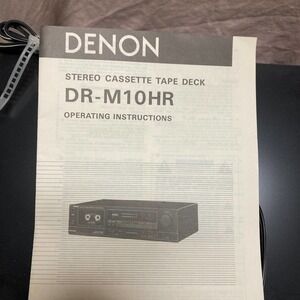 DENON
STEREO CASSETTE TAPE DECK
DR-M10HR
OPERATING INSTRUCTIONS